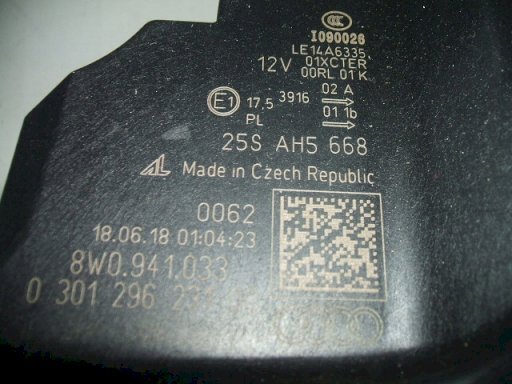 I090026
LE14A6335
12V 01XCTER
00RL 01K
02 A
E1 17,5 3916 01 1b
PL
25S AH5 668
AL Made in Czech Republic
0062
18.06.18 01:04:23
8W0.941.033
0 301 296